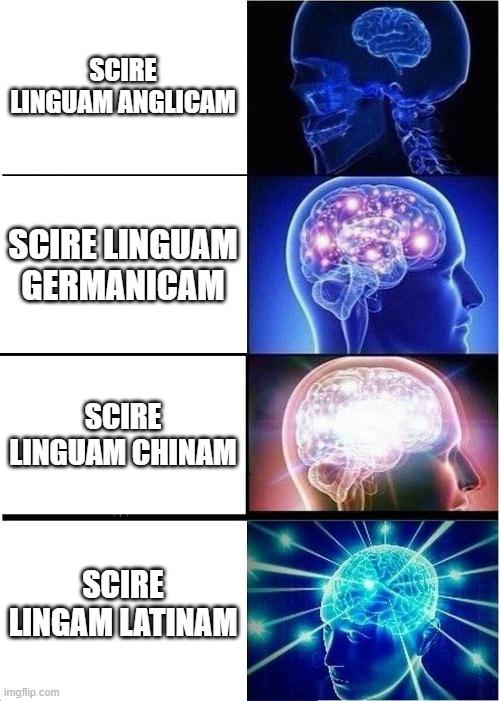 SCIRE
LINGUAM ANGLICAM
SCIRE LINGUAM
GERMANICAM
SCIRE
LINGUAM CHINAM
SCIRE
LINGAM LATINAM
imgflip.com